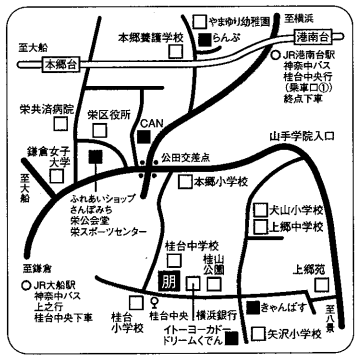 やまゆり幼稚園
らんぷ
至横浜
本郷養護学校
至大船
本郷台
港南台
JR港南台駅
神奈中バス
桂台中央行
(乗車口①)
終点下車
栄共済病院
栄区役所
CAN
山手学院入口
鎌倉女子
大学
公田交差点
至大船
ふれあいショップ
さんぽみち
栄公会堂
栄スポーツセンター
本郷小学校
犬山小学校
上郷中学校
桂台中学校
至鎌倉
朋
桂山
公園
上郷苑
JR大船駅
神奈中バス
上之行
桂台中央下車
桂台
小学校
桂台中央
横浜銀行
きゃんばす
イトーヨーカドー
ドリームくでん
矢沢小学校
至八景